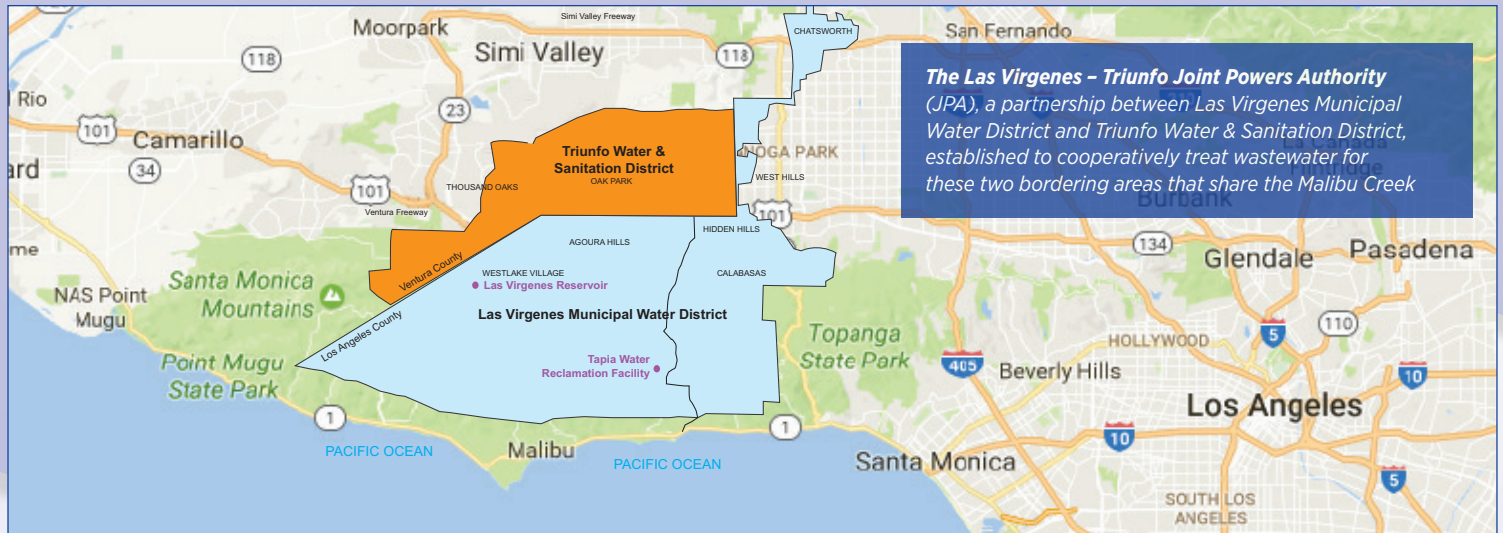 Moorpark
Simi Valley Freeway
CHATSWORTH
San Fernando
118
Simi Valley
118
The Las Virgenes – Triunfo Joint Powers Authority
(JPA), a partnership between Las Virgenes Municipal
Water District and Triunfo Water & Sanitation District,
established to cooperatively treat wastewater for
these two bordering areas that share the Malibu Creek
Rio
23
101
Camarillo
34
ard
Triunfo Water &
Sanitation District
OAK PARK
NOGA PARK
WEST HILLS
THOUSAND OAKS
101
Ventura Freeway
101
Burbank
HIDDEN HILLS
AGOURA HILLS
134
Glendale
Pasadena
me
Ventura County
WESTLAKE VILLAGE
Las Virgenes Reservoir
CALABASAS
Santa Monica
Mountains
NAS Point
Mugu
Las Virgenes Municipal Water District
Los Angeles County
110
5
HOLLYWOOD
Topanga
State Park
Point Mugu
State Park
Tapia Water
Reclamation Facility
405
Beverly Hills
10
Los Angeles
1
1
10
PACIFIC OCEAN
Malibu
PACIFIC OCEAN
Santa Monica
5
SOUTH LOS
ANGELES